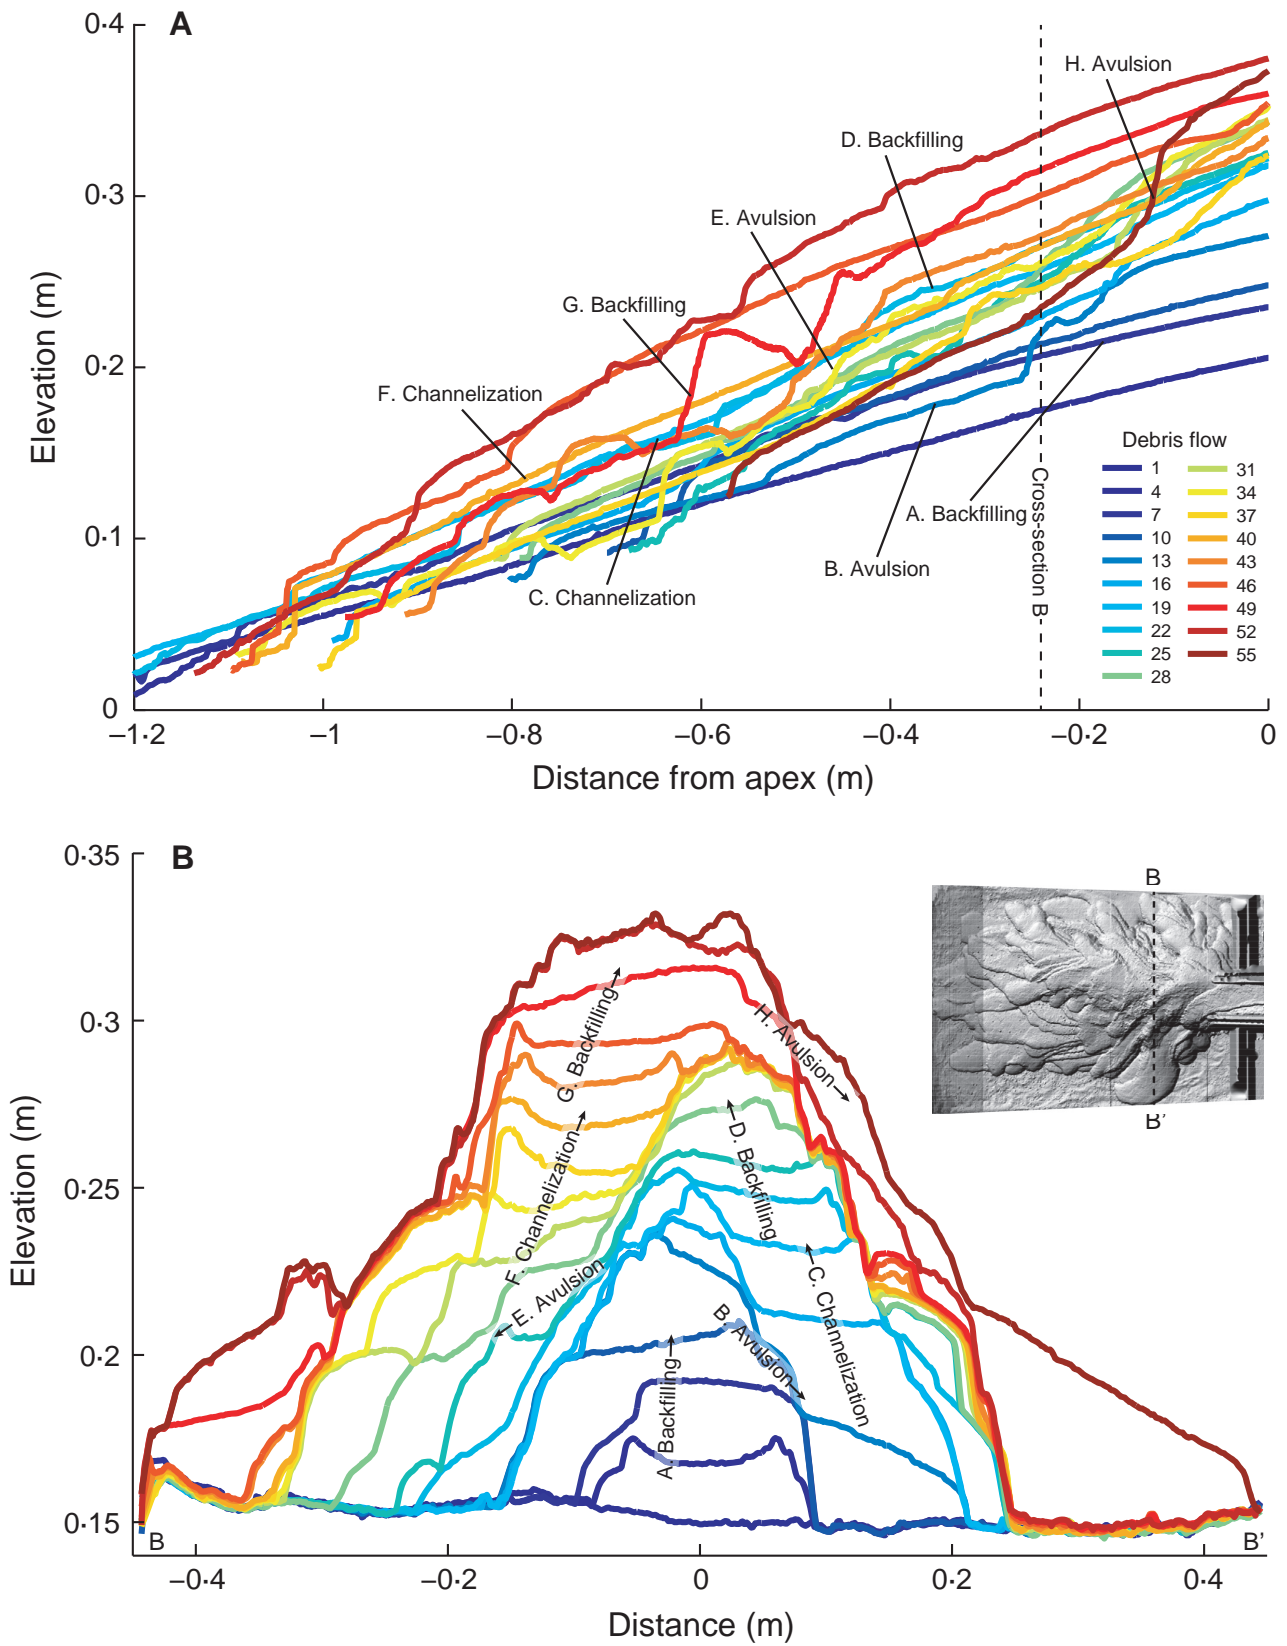 A
0·4
0·3
0·2
0·1
0
Elevation (m)
−1·2
−1
−0·8
−0·6
−0·4
−0·2
0
Distance from apex (m)
H. Avulsion
D. Backfilling
E. Avulsion
G. Backfilling
F. Channelization
A. Backfilling
B. Avulsion
C. Channelization
Cross-section B
Debris flow
1
4
7
10
13
16
19
22
25
28
31
34
37
40
43
46
49
52
55
B
0·35
0·3
0·25
0·2
0·15
Elevation (m)
−0·4
−0·2
0
0·2
0·4
Distance (m)
G. Backfilling
H. Avulsion
F. Channelization
D. Backfilling
E. Avulsion
C. Channelization
B. Avulsion
A. Backfilling
B
B'
B
B'